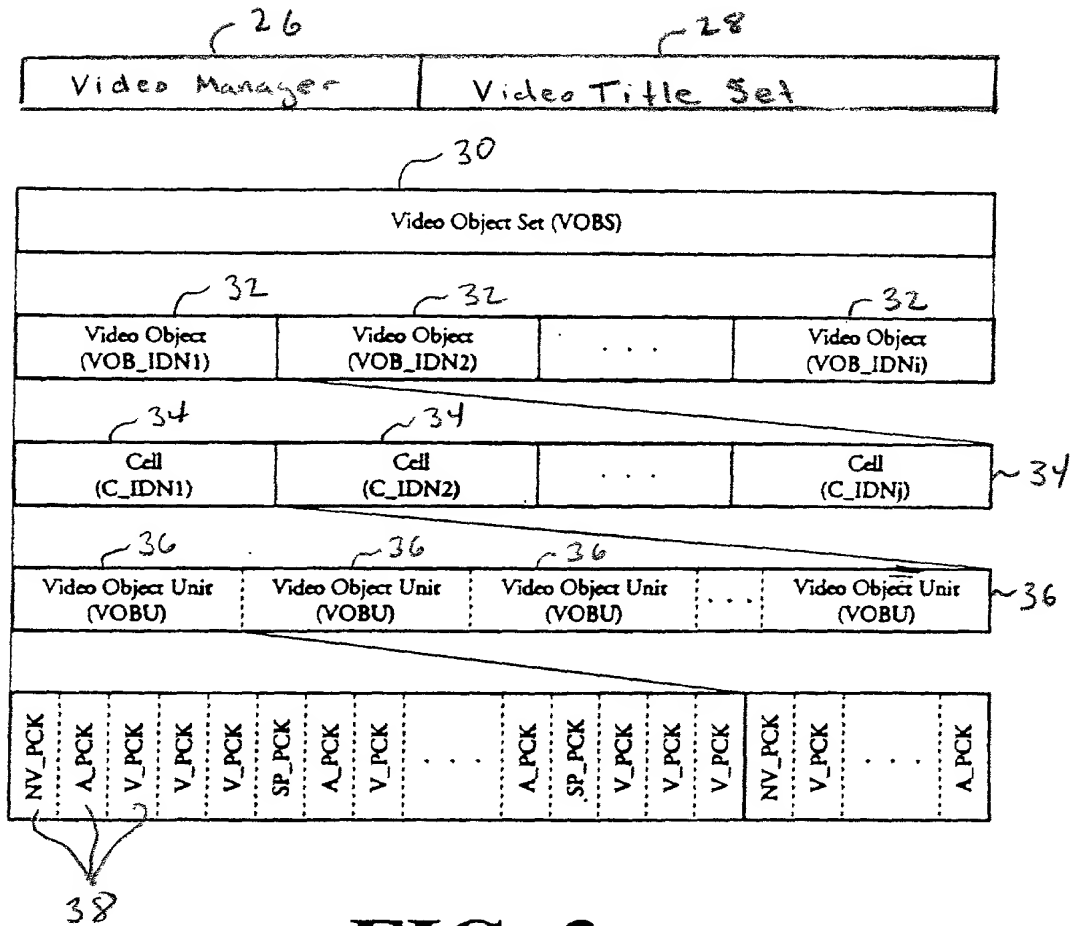 26 28
Video Manager Video Title Set
30
Video Object Set (VOBS)
32 32 32
Video Object Video Object Video Object
(VOB_IDN1) (VOB_IDN2) . . . (VOB_IDNi)
34 34
Cell Cell Cell
(C_IDN1) (C_IDN2) . . . (C_IDNj) 34
36 36 36
Video Object Unit Video Object Unit Video Object Unit Video Object Unit
(VOBU) (VOBU) (VOBU) . . . (VOBU) 36
NV_PCK A_PCK V_PCK V_PCK V_PCK SP_PCK A_PCK V_PCK . . . A_PCK SP_PCK V_PCK V_PCK V_PCK NV_PCK V_PCK . . . A_PCK
38